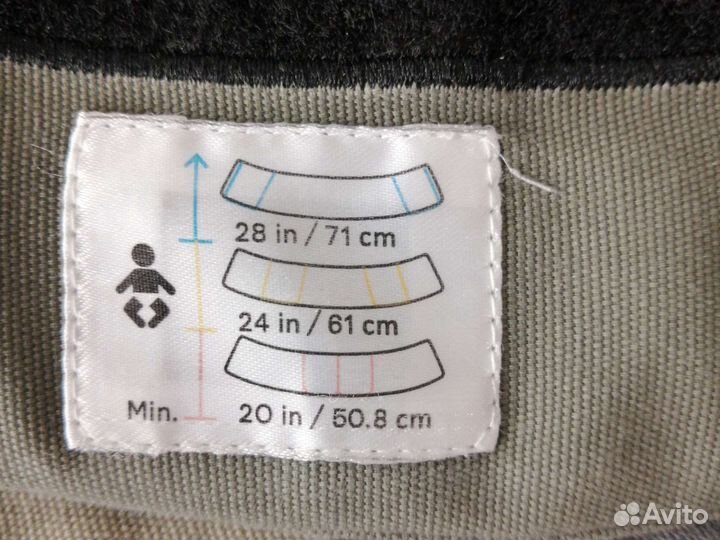 28 in / 71 cm
24 in / 61 cm
Min. 20 in / 50.8 cm
Avito